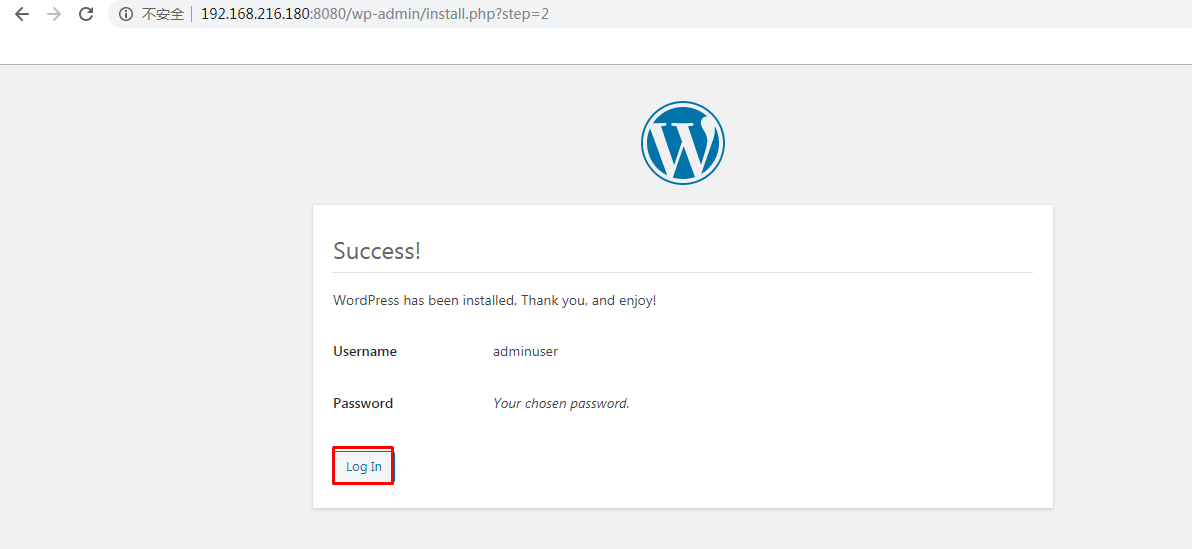 不安全 192.168.216.180:8080/wp-admin/install.php?step=2
Success!
WordPress has been installed. Thank you, and enjoy!
Username adminuser
Password Your chosen password.
Log In